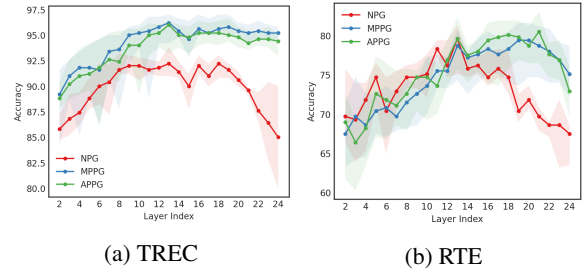 97.5
95.0
92.5
90.0
87.5
85.0
82.5
80.0
Accuracy
NPG
MPPG
APPG
2 4 6 8 10 12 14 16 18 20 22 24
Layer Index
(a) TREC
80
75
70
65
60
Accuracy
NPG
MPPG
APPG
2 4 6 8 10 12 14 16 18 20 22 24
Layer Index
(b) RTE